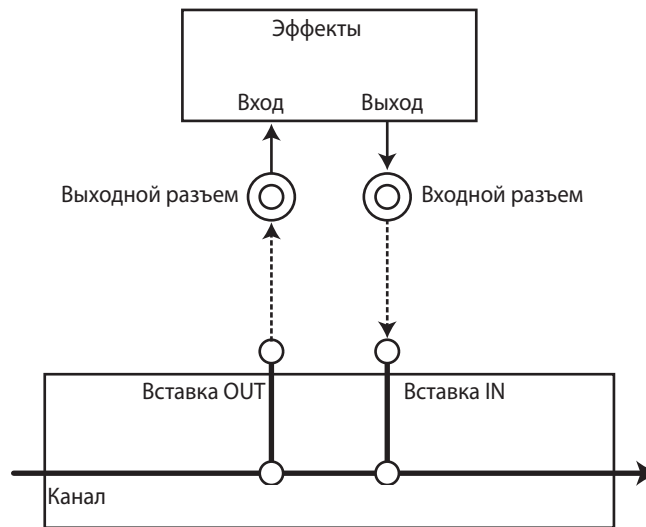 Эффекты
Вход
Выход
Выходной разъем
Входной разъем
Вставка OUT
Вставка IN
Канал